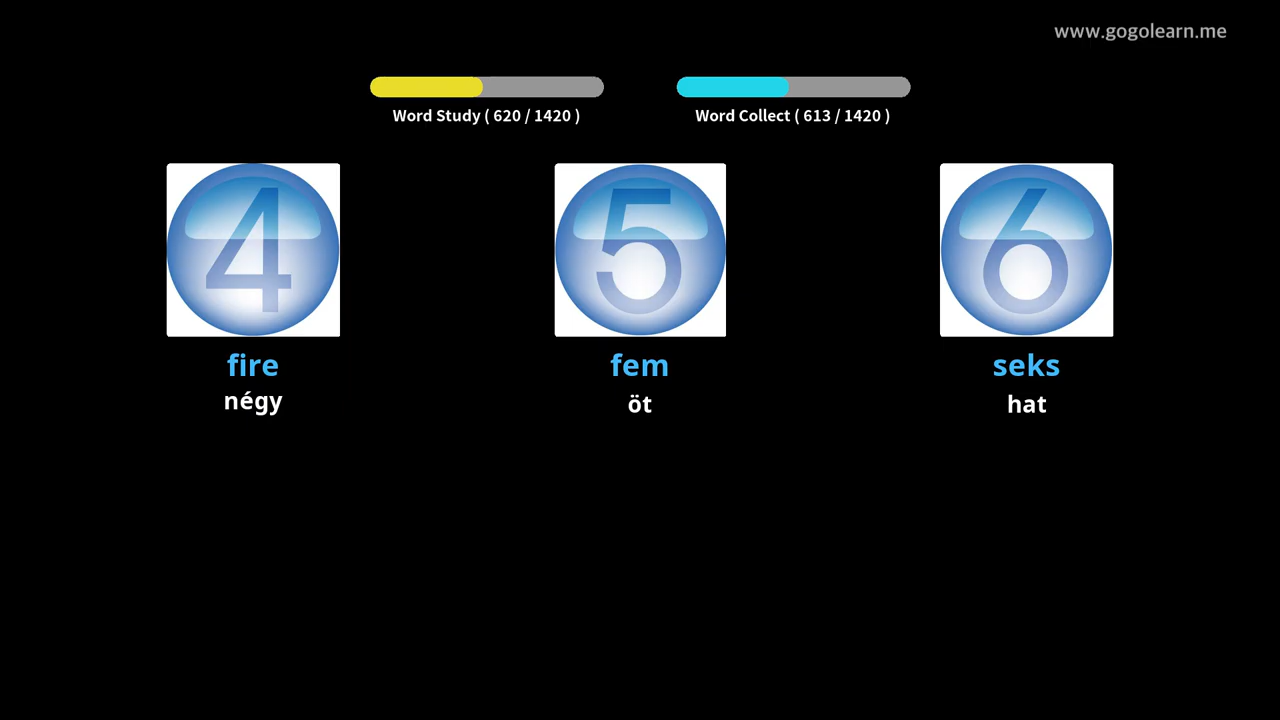 www.gogolearn.me
Word Study ( 620 / 1420 )
Word Collect ( 613 / 1420 )
4
5
6
fire
fem
seks
négy
öt
hat